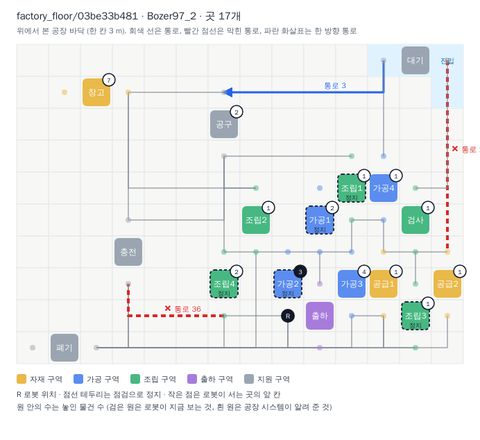 factory_floor/03be33b481 · Bozer97_2 · 곳 17개
위에서 본 공장 바닥 (한 칸 3 m). 회색 선은 통로, 빨간 점선은 막힌 통로, 파란 화살표는 한 방향 통로
대기
통로 3
7
창고
2
공구
✖ 통로
1
조립1
정지
1
가공4
1
조립2
2
가공1
정지
1
검사
충전
2
조립4
정지
3
가공2
정지
4
가공3
1
공급1
1
공급2
✖ 통로 36
R
출하
1
조립3
정지
폐기
자재 구역
가공 구역
조립 구역
출하 구역
지원 구역
R 로봇 위치 · 점선 테두리는 점검으로 정지 · 작은 점은 로봇이 서는 곳의 앞 칸
원 안의 수는 놓인 물건 수 (검은 원은 로봇이 지금 보는 것, 흰 원은 공장 시스템이 알려 준 것)